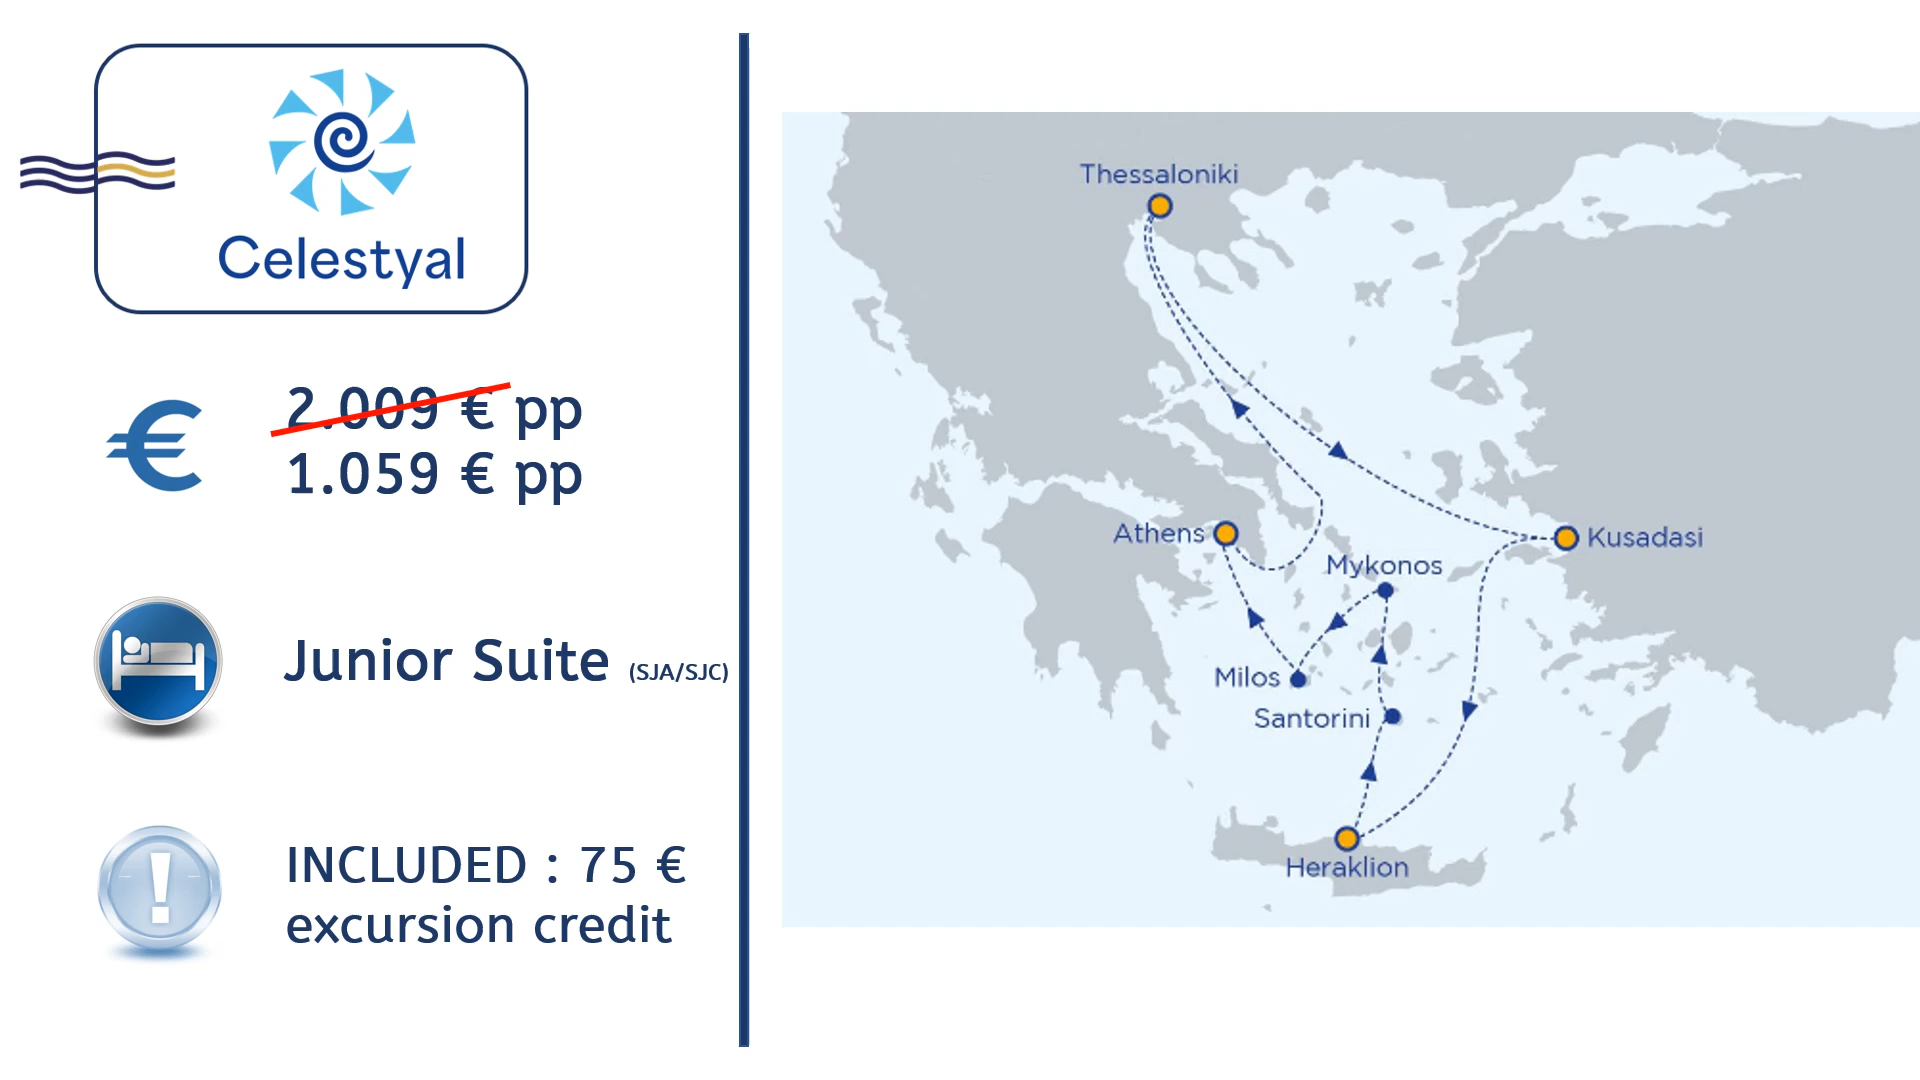 Celestyal
2.009 € pp
1.059 € pp
Junior Suite (SJA/SJC)
INCLUDED : 75 €
excursion credit
Thessaloniki
Athens
Kusadasi
Mykonos
Milos
Santorini
Heraklion